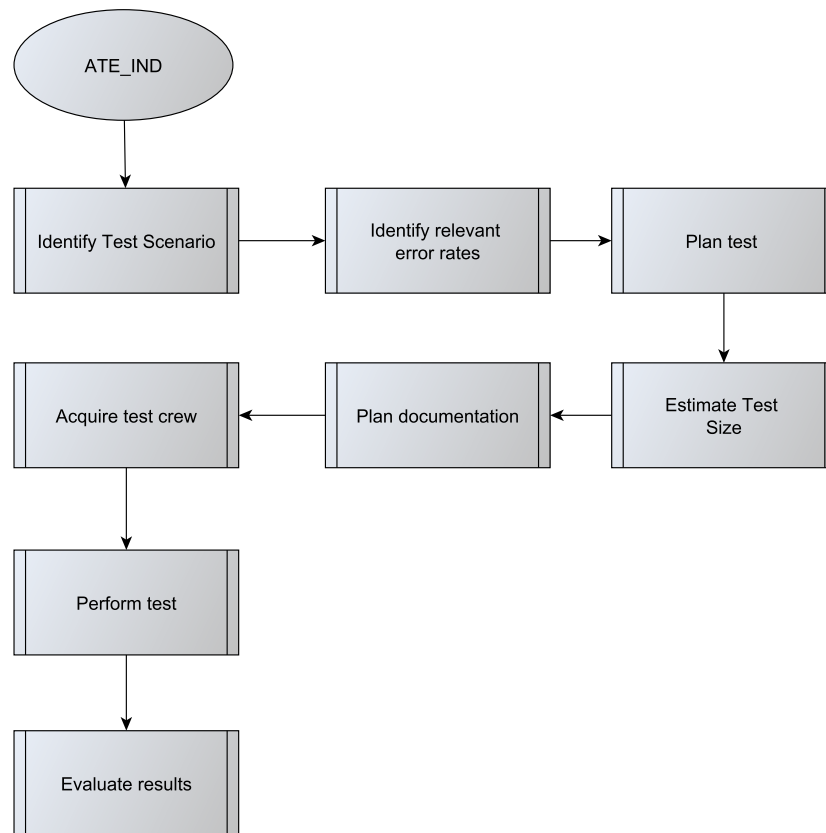 ATE_IND
Identify Test Scenario
Identify relevant
error rates
Plan test
Estimate Test
Size
Plan documentation
Acquire test crew
Perform test
Evaluate results